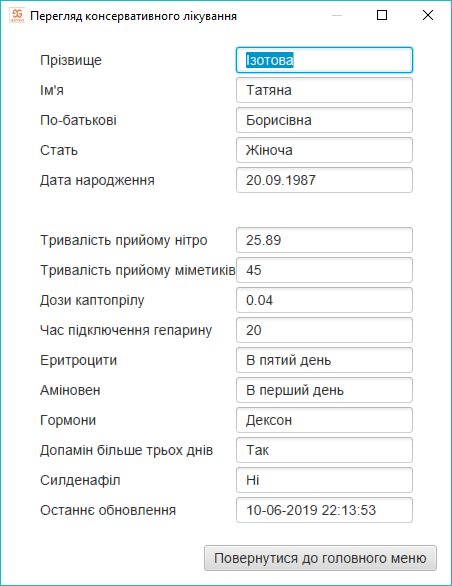 Перегляд консервативного лікування
Прізвище Ізотова
Ім'я Татяна
По-батькові Борисівна
Стать Жіноча
Дата народження 20.09.1987
Тривалість прийому нітро 25.89
Тривалість прийому міметиків 45
Дози каптопрілу 0.04
Час підключення гепарину 20
Еритроцити В пятий день
Аміновен В перший день
Гормони Дексон
Допамін більше трьох днів Так
Силденафіл Ні
Останнє обновлення 10-06-2019 22:13:53
Повернутися до головного меню